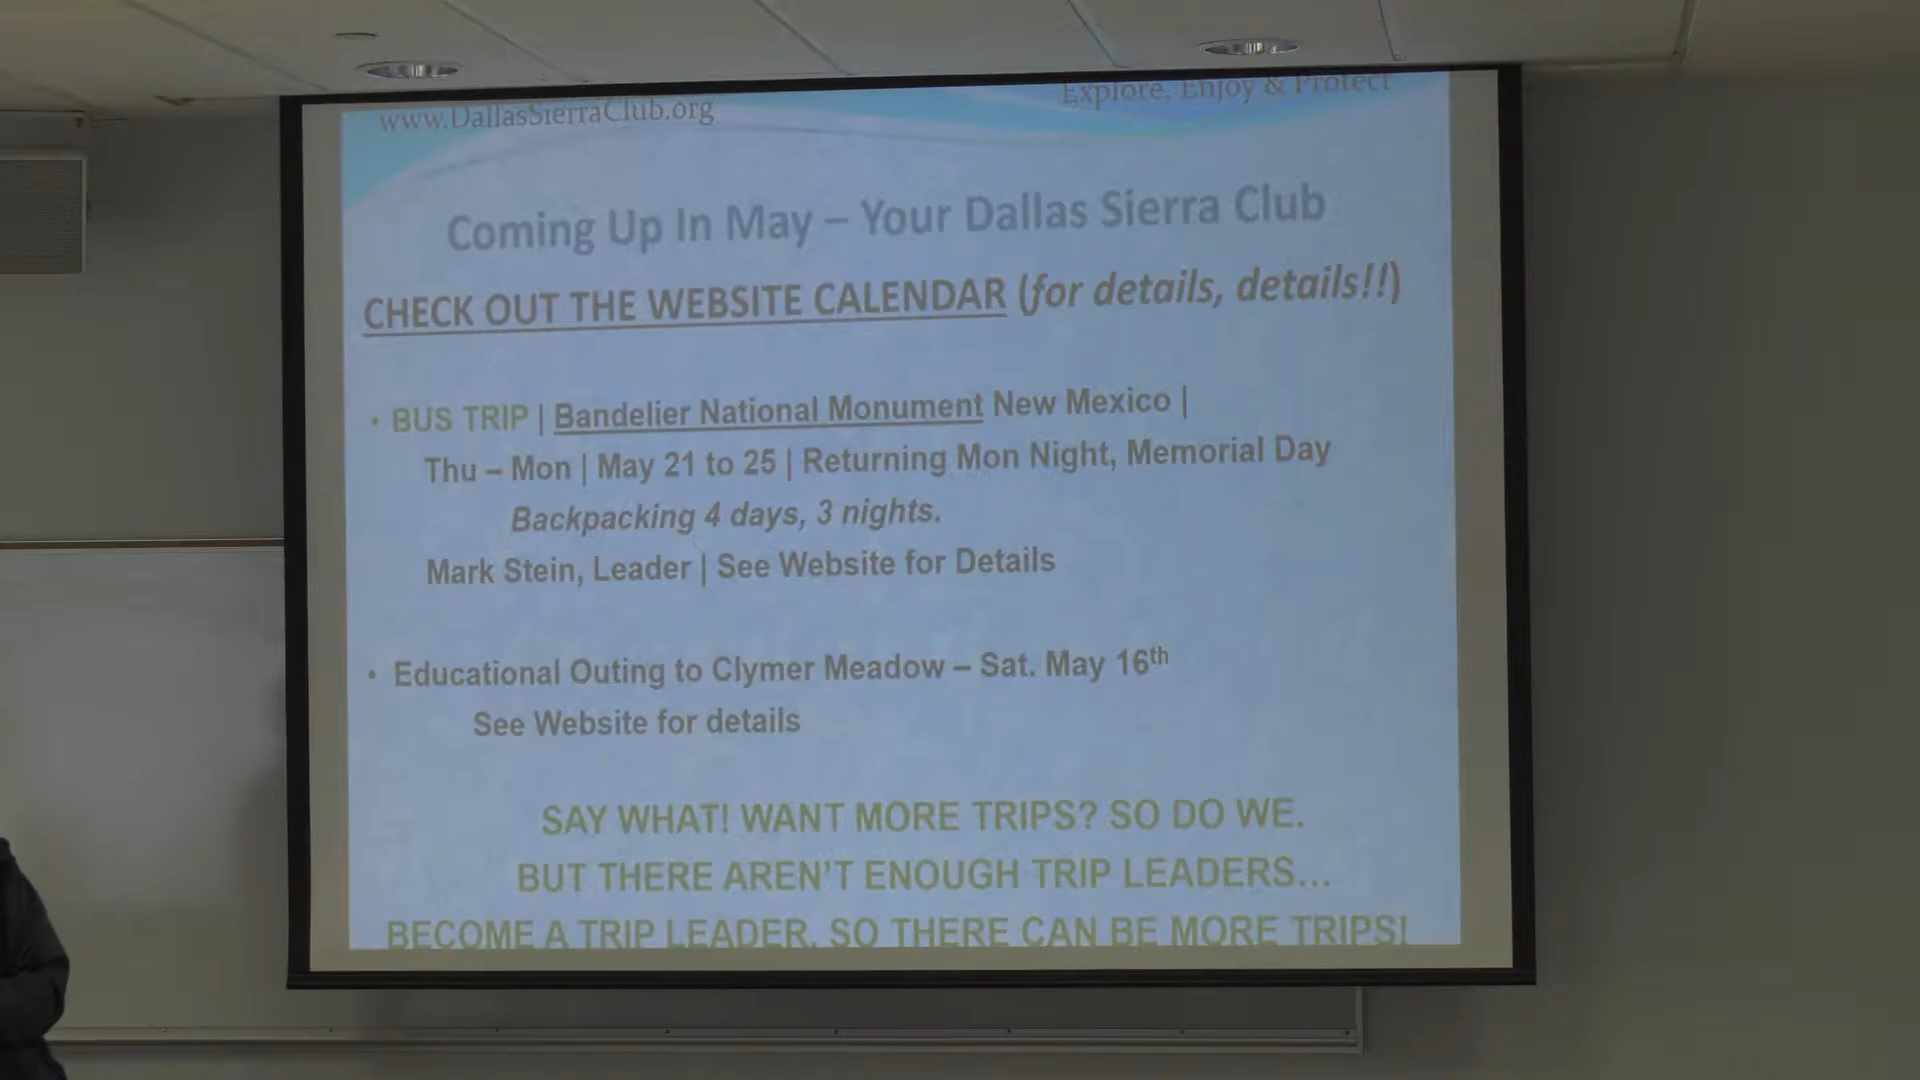 www.DallasSierraClub.org
Explore, Enjoy & Protect
Coming Up In May – Your Dallas Sierra Club
CHECK OUT THE WEBSITE CALENDAR (for details, details!!)
• BUS TRIP | Bandelier National Monument New Mexico |
Thu – Mon | May 21 to 25 | Returning Mon Night, Memorial Day
Backpacking 4 days, 3 nights.
Mark Stein, Leader | See Website for Details
• Educational Outing to Clymer Meadow – Sat. May 16th
See Website for details
SAY WHAT! WANT MORE TRIPS? SO DO WE.
BUT THERE AREN'T ENOUGH TRIP LEADERS...
BECOME A TRIP LEADER, SO THERE CAN BE MORE TRIPS!